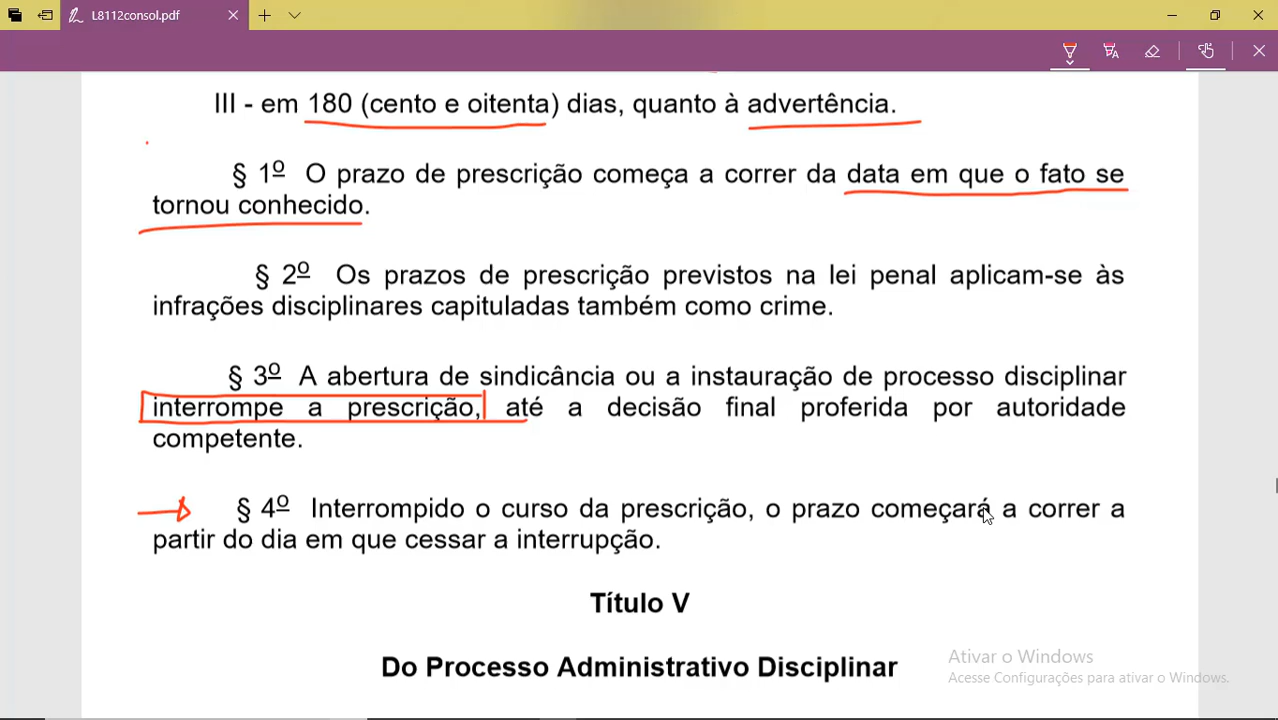 L8112consol.pdf
III - em 180 (cento e oitenta) dias, quanto à advertência.
§ 1º O prazo de prescrição começa a correr da data em que o fato se
tornou conhecido.
§ 2º Os prazos de prescrição previstos na lei penal aplicam-se às
infrações disciplinares capituladas também como crime.
§ 3º A abertura de sindicância ou a instauração de processo disciplinar
interrompe a prescrição, até a decisão final proferida por autoridade
competente.
§ 4º Interrompido o curso da prescrição, o prazo começará a correr a
partir do dia em que cessar a interrupção.
Título V
Do Processo Administrativo Disciplinar
Ativar o Windows
Acesse Configurações para ativar o Windows.